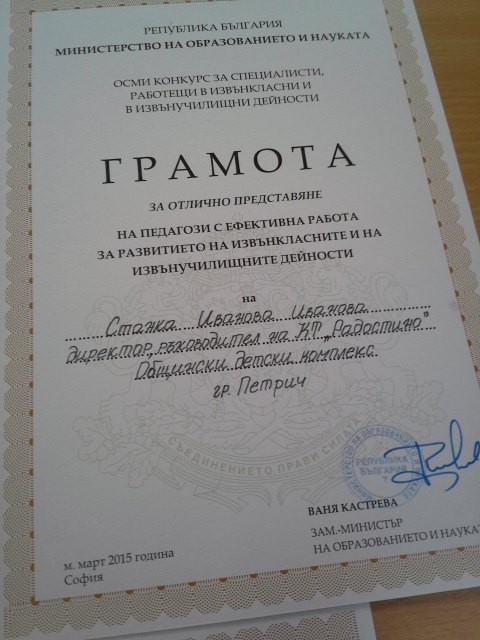 РЕПУБЛИКА БЪЛГАРИЯ
МИНИСТЕРСТВО НА ОБРАЗОВАНИЕТО И НАУКАТА
ОСМИ КОНКУРС ЗА СПЕЦИАЛИСТИ,
РАБОТЕЩИ В ИЗВЪНКЛАСНИ И
В ИЗВЪНУЧИЛИЩНИ ДЕЙНОСТИ
ГРАМОТА
ЗА ОТЛИЧНО ПРЕДСТАВЯНЕ
НА ПЕДАГОЗИ С ЕФЕКТИВНА РАБОТА
ЗА РАЗВИТИЕТО НА ИЗВЪНКЛАСНИТЕ И НА
ИЗВЪНУЧИЛИЩНИТЕ ДЕЙНОСТИ
на
Станка Иванова Иванова
директор, ръководител на КТ „Радостина"
Общински детски комплекс
гр. Петрич
СЪЕДИНЕНИЕТО ПРАВИ СИЛАТА
РЕПУБЛИКА
БЪЛГАРИЯ
7
ВАНЯ КАСТРЕВА
ЗАМ.-МИНИСТЪР
НА ОБРАЗОВАНИЕТО И НАУКАТА
м. март 2015 година
София